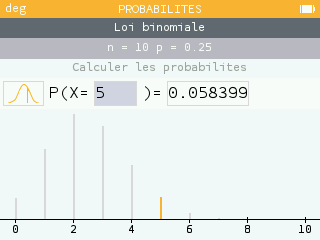 deg PROBABILITES
Loi binomiale
n = 10 p = 0.25
Calculer les probabilites
P(X= 5 )= 0.058399
0 2 4 6 8 10